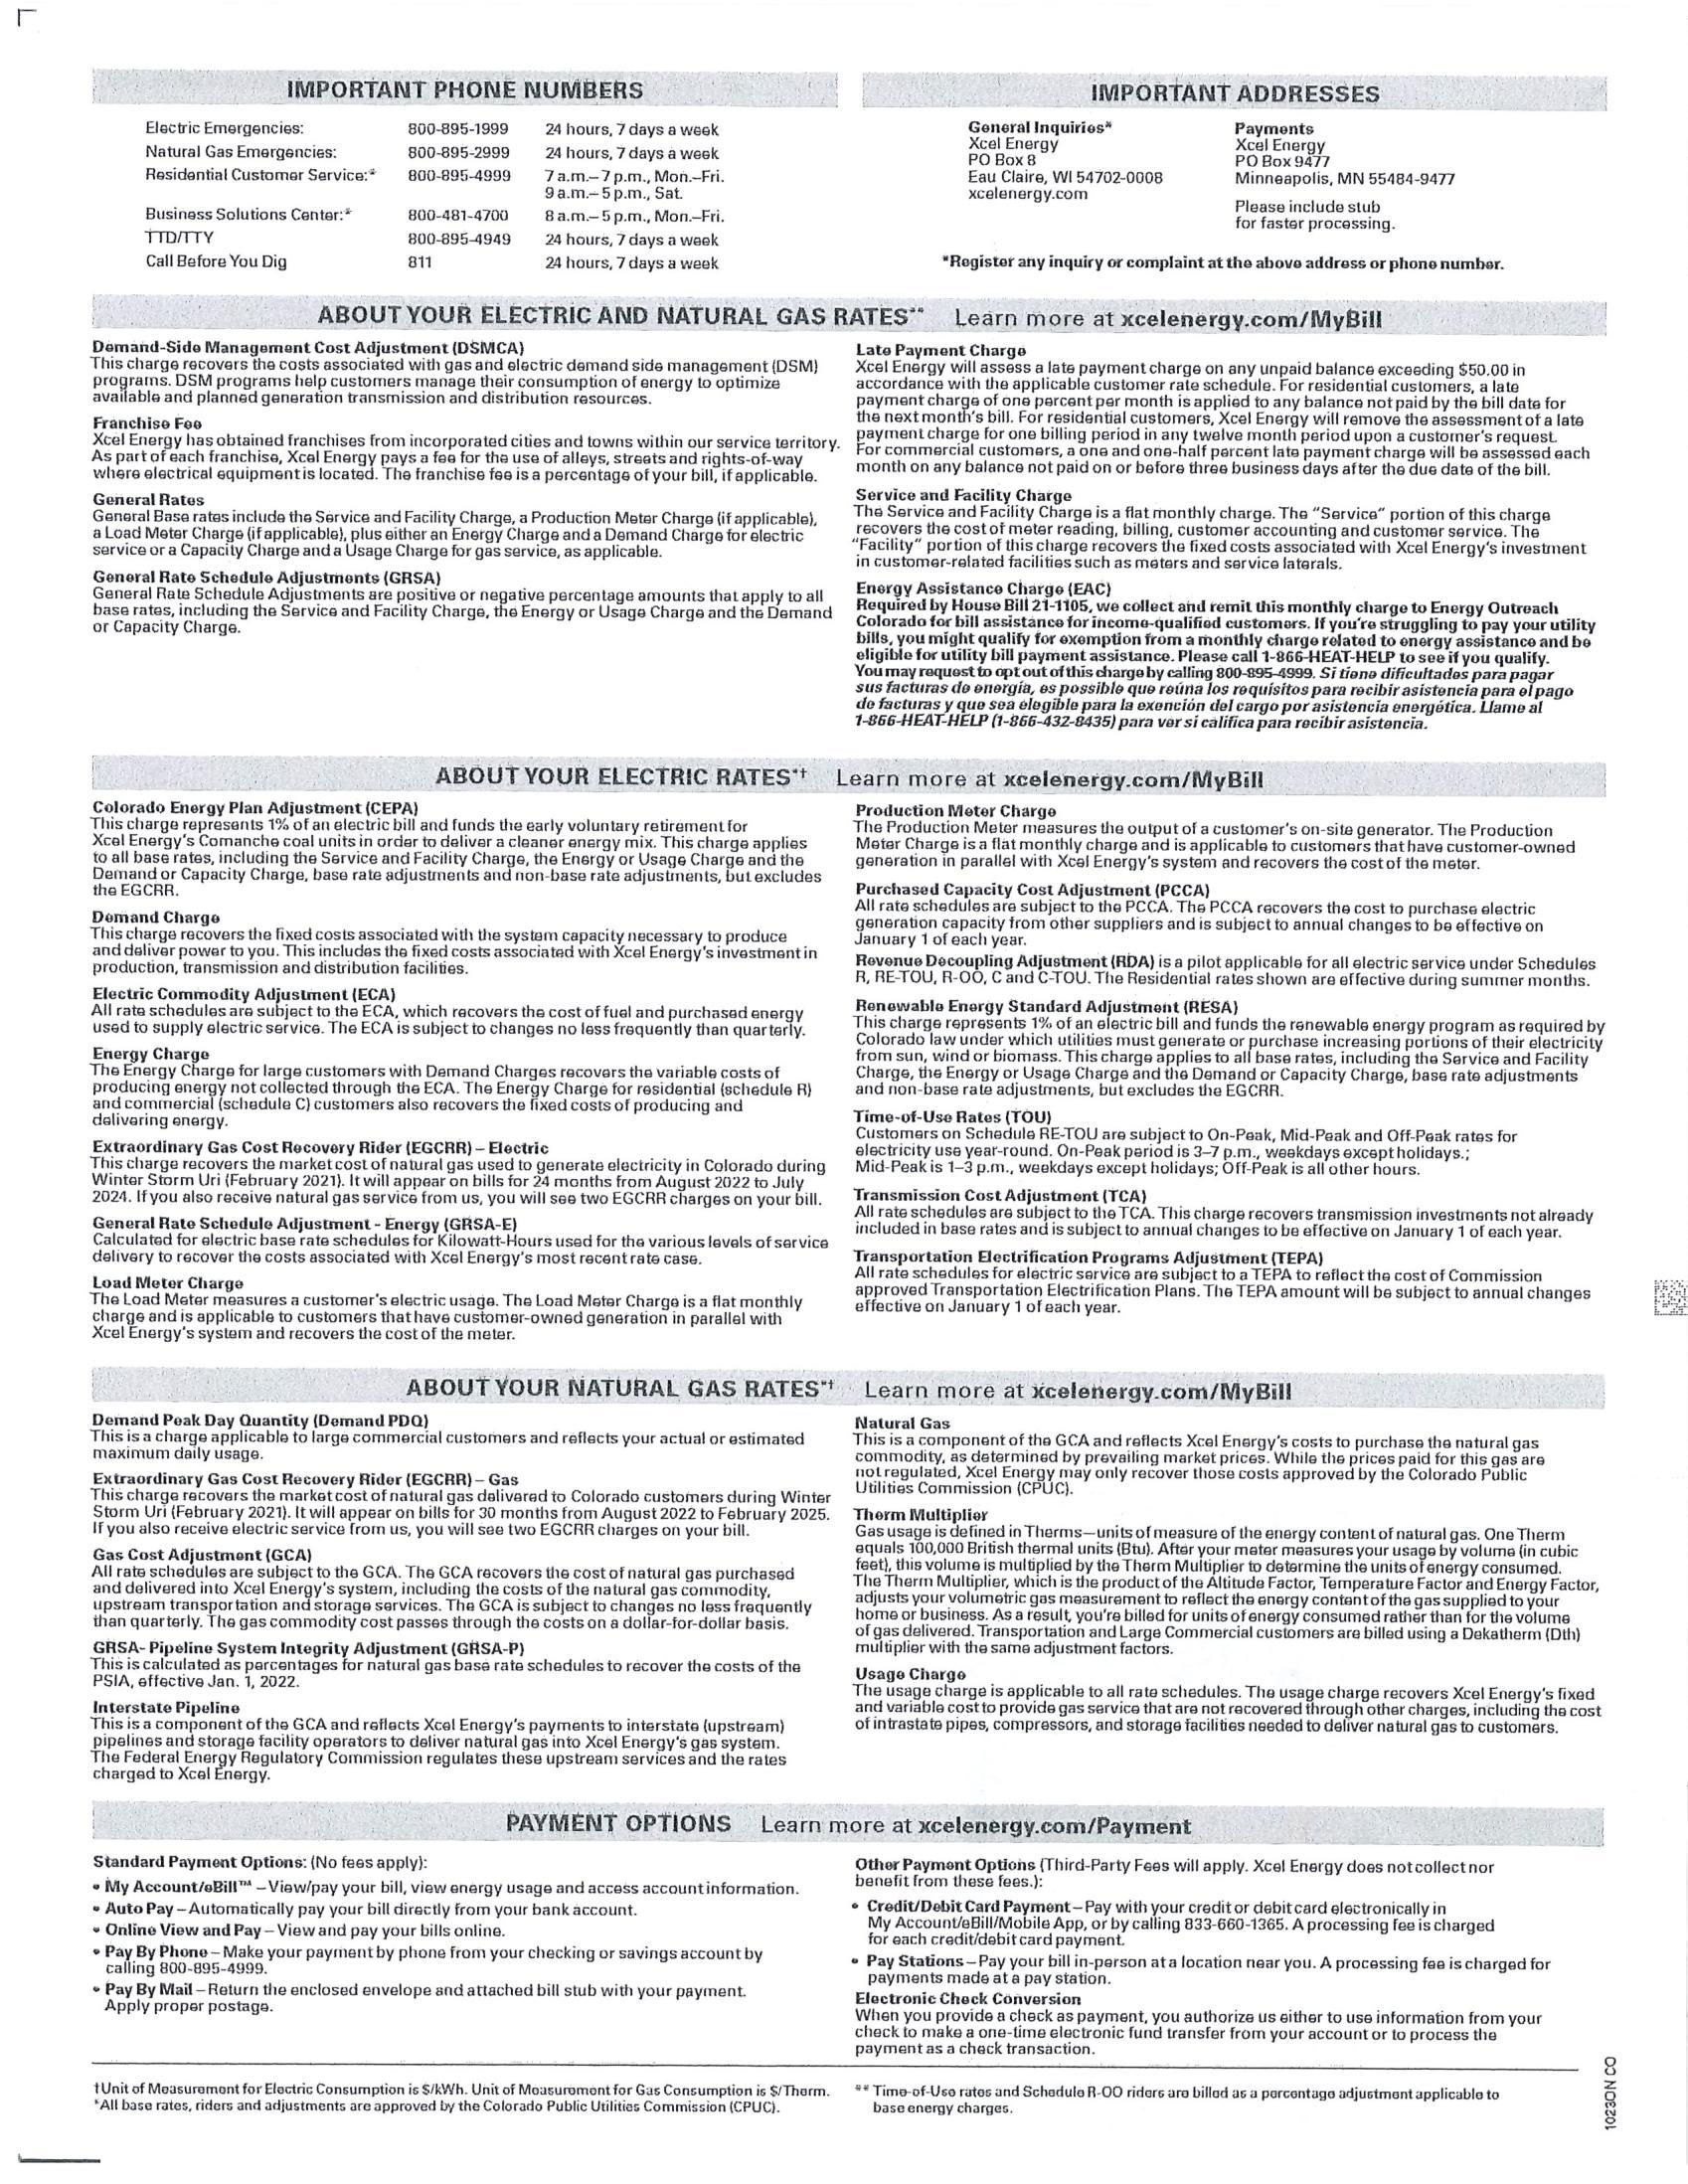 IMPORTANT PHONE NUMBERS
Electric Emergencies: 800-895-1999 24 hours, 7 days a week
Natural Gas Emergencies: 800-895-2999 24 hours, 7 days a week
Residential Customer Service:* 800-895-4999 7 a.m.– 7 p.m., Mon.–Fri.
9 a.m.– 5 p.m., Sat.
Business Solutions Center:* 800-481-4700 8 a.m.– 5 p.m., Mon.–Fri.
TTD/TTY 800-895-4949 24 hours, 7 days a week
Call Before You Dig 811 24 hours, 7 days a week
IMPORTANT ADDRESSES
General Inquiries*
Xcel Energy
PO Box 8
Eau Claire, WI 54702-0008
xcelenergy.com
Payments
Xcel Energy
PO Box 9477
Minneapolis, MN 55484-9477
Please include stub
for faster processing.
*Register any inquiry or complaint at the above address or phone number.
ABOUT YOUR ELECTRIC AND NATURAL GAS RATES** Learn more at xcelenergy.com/MyBill
Demand-Side Management Cost Adjustment (DSMCA)
This charge recovers the costs associated with gas and electric demand side management (DSM)
programs. DSM programs help customers manage their consumption of energy to optimize
available and planned generation transmission and distribution resources.
Franchise Fee
Xcel Energy has obtained franchises from incorporated cities and towns within our service territory.
As part of each franchise, Xcel Energy pays a fee for the use of alleys, streets and rights-of-way
where electrical equipment is located. The franchise fee is a percentage of your bill, if applicable.
General Rates
General Base rates include the Service and Facility Charge, a Production Meter Charge (if applicable),
a Load Meter Charge (if applicable), plus either an Energy Charge and a Demand Charge for electric
service or a Capacity Charge and a Usage Charge for gas service, as applicable.
General Rate Schedule Adjustments (GRSA)
General Rate Schedule Adjustments are positive or negative percentage amounts that apply to all
base rates, including the Service and Facility Charge, the Energy or Usage Charge and the Demand
or Capacity Charge.
Late Payment Charge
Xcel Energy will assess a late payment charge on any unpaid balance exceeding $50.00 in
accordance with the applicable customer rate schedule. For residential customers, a late
payment charge of one percent per month is applied to any balance not paid by the bill date for
the next month's bill. For residential customers, Xcel Energy will remove the assessment of a late
payment charge for one billing period in any twelve month period upon a customer's request.
For commercial customers, a one and one-half percent late payment charge will be assessed each
month on any balance not paid on or before three business days after the due date of the bill.
Service and Facility Charge
The Service and Facility Charge is a flat monthly charge. The "Service" portion of this charge
recovers the cost of meter reading, billing, customer accounting and customer service. The
"Facility" portion of this charge recovers the fixed costs associated with Xcel Energy's investment
in customer-related facilities such as meters and service laterals.
Energy Assistance Charge (EAC)
Required by House Bill 21-1105, we collect and remit this monthly charge to Energy Outreach
Colorado for bill assistance for income-qualified customers. If you're struggling to pay your utility
bills, you might qualify for exemption from a monthly charge related to energy assistance and be
eligible for utility bill payment assistance. Please call 1-866-HEAT-HELP to see if you qualify.
You may request to opt out of this charge by calling 800-895-4999. Si tiene dificultades para pagar
sus facturas de energía, es possible que reúna los requísitos para recibir asistencia para el pago
de facturas y que sea elegible para la exención del cargo por asistencia energética. Llame al
1-866-HEAT-HELP (1-866-432-8435) para ver si califica para recibir asistencia.
ABOUT YOUR ELECTRIC RATES*† Learn more at xcelenergy.com/MyBill
Colorado Energy Plan Adjustment (CEPA)
This charge represents 1% of an electric bill and funds the early voluntary retirement for
Xcel Energy's Comanche coal units in order to deliver a cleaner energy mix. This charge applies
to all base rates, including the Service and Facility Charge, the Energy or Usage Charge and the
Demand or Capacity Charge, base rate adjustments and non-base rate adjustments, but excludes
the EGCRR.
Demand Charge
This charge recovers the fixed costs associated with the system capacity necessary to produce
and deliver power to you. This includes the fixed costs associated with Xcel Energy's investment in
production, transmission and distribution facilities.
Electric Commodity Adjustment (ECA)
All rate schedules are subject to the ECA, which recovers the cost of fuel and purchased energy
used to supply electric service. The ECA is subject to changes no less frequently than quarterly.
Energy Charge
The Energy Charge for large customers with Demand Charges recovers the variable costs of
producing energy not collected through the ECA. The Energy Charge for residential (schedule R)
and commercial (schedule C) customers also recovers the fixed costs of producing and
delivering energy.
Extraordinary Gas Cost Recovery Rider (EGCRR) – Electric
This charge recovers the market cost of natural gas used to generate electricity in Colorado during
Winter Storm Uri (February 2021). It will appear on bills for 24 months from August 2022 to July
2024. If you also receive natural gas service from us, you will see two EGCRR charges on your bill.
General Rate Schedule Adjustment - Energy (GRSA-E)
Calculated for electric base rate schedules for Kilowatt-Hours used for the various levels of service
delivery to recover the costs associated with Xcel Energy's most recent rate case.
Load Meter Charge
The Load Meter measures a customer's electric usage. The Load Meter Charge is a flat monthly
charge and is applicable to customers that have customer-owned generation in parallel with
Xcel Energy's system and recovers the cost of the meter.
Production Meter Charge
The Production Meter measures the output of a customer's on-site generator. The Production
Meter Charge is a flat monthly charge and is applicable to customers that have customer-owned
generation in parallel with Xcel Energy's system and recovers the cost of the meter.
Purchased Capacity Cost Adjustment (PCCA)
All rate schedules are subject to the PCCA. The PCCA recovers the cost to purchase electric
generation capacity from other suppliers and is subject to annual changes to be effective on
January 1 of each year.
Revenue Decoupling Adjustment (RDA) is a pilot applicable for all electric service under Schedules
R, RE-TOU, R-OO, C and C-TOU. The Residential rates shown are effective during summer months.
Renewable Energy Standard Adjustment (RESA)
This charge represents 1% of an electric bill and funds the renewable energy program as required by
Colorado law under which utilities must generate or purchase increasing portions of their electricity
from sun, wind or biomass. This charge applies to all base rates, including the Service and Facility
Charge, the Energy or Usage Charge and the Demand or Capacity Charge, base rate adjustments
and non-base rate adjustments, but excludes the EGCRR.
Time-of-Use Rates (TOU)
Customers on Schedule RE-TOU are subject to On-Peak, Mid-Peak and Off-Peak rates for
electricity use year-round. On-Peak period is 3–7 p.m., weekdays except holidays.;
Mid-Peak is 1–3 p.m., weekdays except holidays; Off-Peak is all other hours.
Transmission Cost Adjustment (TCA)
All rate schedules are subject to the TCA. This charge recovers transmission investments not already
included in base rates and is subject to annual changes to be effective on January 1 of each year.
Transportation Electrification Programs Adjustment (TEPA)
All rate schedules for electric service are subject to a TEPA to reflect the cost of Commission
approved Transportation Electrification Plans. The TEPA amount will be subject to annual changes
effective on January 1 of each year.
ABOUT YOUR NATURAL GAS RATES*† Learn more at xcelenergy.com/MyBill
Demand Peak Day Quantity (Demand PDQ)
This is a charge applicable to large commercial customers and reflects your actual or estimated
maximum daily usage.
Extraordinary Gas Cost Recovery Rider (EGCRR) – Gas
This charge recovers the market cost of natural gas delivered to Colorado customers during Winter
Storm Uri (February 2021). It will appear on bills for 30 months from August 2022 to February 2025.
If you also receive electric service from us, you will see two EGCRR charges on your bill.
Gas Cost Adjustment (GCA)
All rate schedules are subject to the GCA. The GCA recovers the cost of natural gas purchased
and delivered into Xcel Energy's system, including the costs of the natural gas commodity,
upstream transportation and storage services. The GCA is subject to changes no less frequently
than quarterly. The gas commodity cost passes through the costs on a dollar-for-dollar basis.
GRSA- Pipeline System Integrity Adjustment (GRSA-P)
This is calculated as percentages for natural gas base rate schedules to recover the costs of the
PSIA, effective Jan. 1, 2022.
Interstate Pipeline
This is a component of the GCA and reflects Xcel Energy's payments to interstate (upstream)
pipelines and storage facility operators to deliver natural gas into Xcel Energy's gas system.
The Federal Energy Regulatory Commission regulates these upstream services and the rates
charged to Xcel Energy.
Natural Gas
This is a component of the GCA and reflects Xcel Energy's costs to purchase the natural gas
commodity, as determined by prevailing market prices. While the prices paid for this gas are
not regulated, Xcel Energy may only recover those costs approved by the Colorado Public
Utilities Commission (CPUC).
Therm Multiplier
Gas usage is defined in Therms—units of measure of the energy content of natural gas. One Therm
equals 100,000 British thermal units (Btu). After your meter measures your usage by volume (in cubic
feet), this volume is multiplied by the Therm Multiplier to determine the units of energy consumed.
The Therm Multiplier, which is the product of the Altitude Factor, Temperature Factor and Energy Factor,
adjusts your volumetric gas measurement to reflect the energy content of the gas supplied to your
home or business. As a result, you're billed for units of energy consumed rather than for the volume
of gas delivered. Transportation and Large Commercial customers are billed using a Dekatherm (Dth)
multiplier with the same adjustment factors.
Usage Charge
The usage charge is applicable to all rate schedules. The usage charge recovers Xcel Energy's fixed
and variable cost to provide gas service that are not recovered through other charges, including the cost
of intrastate pipes, compressors, and storage facilities needed to deliver natural gas to customers.
PAYMENT OPTIONS Learn more at xcelenergy.com/Payment
Standard Payment Options: (No fees apply):
• My Account/eBill™ – View/pay your bill, view energy usage and access account information.
• Auto Pay – Automatically pay your bill directly from your bank account.
• Online View and Pay – View and pay your bills online.
• Pay By Phone – Make your payment by phone from your checking or savings account by
calling 800-895-4999.
• Pay By Mail – Return the enclosed envelope and attached bill stub with your payment.
Apply proper postage.
Other Payment Options (Third-Party Fees will apply. Xcel Energy does not collect nor
benefit from these fees.):
• Credit/Debit Card Payment – Pay with your credit or debit card electronically in
My Account/eBill/Mobile App, or by calling 833-660-1365. A processing fee is charged
for each credit/debit card payment.
• Pay Stations – Pay your bill in-person at a location near you. A processing fee is charged for
payments made at a pay station.
Electronic Check Conversion
When you provide a check as payment, you authorize us either to use information from your
check to make a one-time electronic fund transfer from your account or to process the
payment as a check transaction.
†Unit of Measurement for Electric Consumption is $/kWh. Unit of Measurement for Gas Consumption is $/Therm.
*All base rates, riders and adjustments are approved by the Colorado Public Utilities Commission (CPUC).
** Time-of-Use rates and Schedule R-OO riders are billed as a percentage adjustment applicable to
base energy charges.
1023ON CO